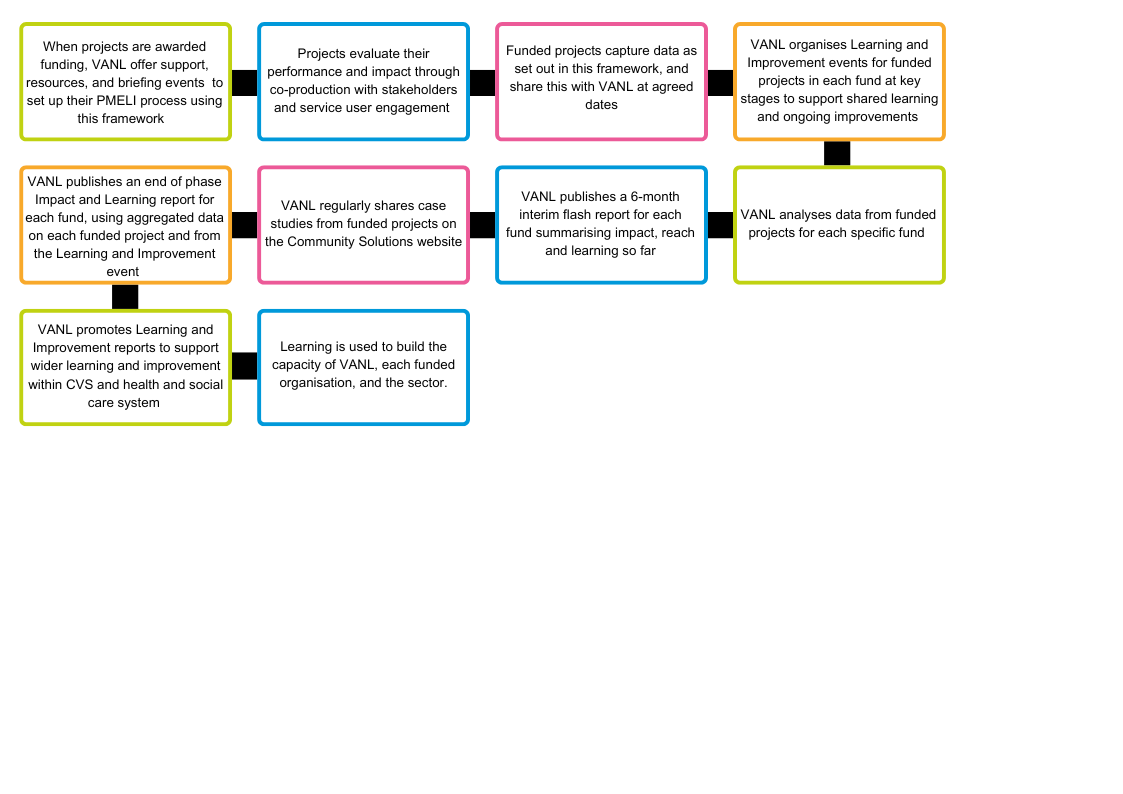 When projects are awarded
funding, VANL offer support,
resources, and briefing events  to
set up their PMELI process using
this framework
Projects evaluate their
performance and impact through
co-production with stakeholders
and service user engagement
Funded projects capture data as
set out in this framework, and
share this with VANL at agreed
dates
VANL organises Learning and
Improvement events for funded
projects in each fund at key
stages to support shared learning
and ongoing improvements
VANL analyses data from funded
projects for each specific fund
VANL publishes a 6-month
interim flash report for each
fund summarising impact, reach
and learning so far
VANL regularly shares case
studies from funded projects on
the Community Solutions website
VANL publishes an end of phase
Impact and Learning report for
each fund, using aggregated data
on each funded project and from
the Learning and Improvement
event
VANL promotes Learning and
Improvement reports to support
wider learning and improvement
within CVS and health and social
care system
Learning is used to build the
capacity of VANL, each funded
organisation, and the sector.